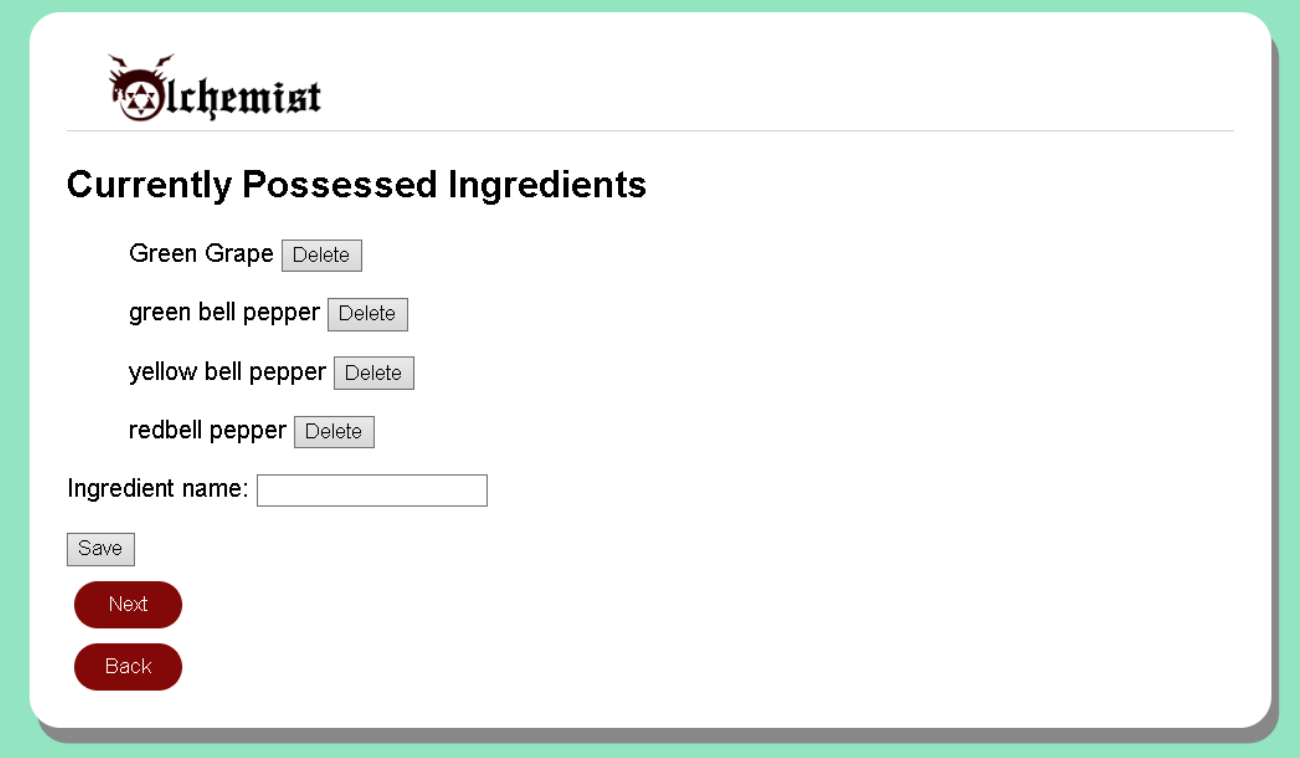 Alchemist
Currently Possessed Ingredients
Green Grape Delete
green bell pepper Delete
yellow bell pepper Delete
redbell pepper Delete
Ingredient name:
Save
Next
Back